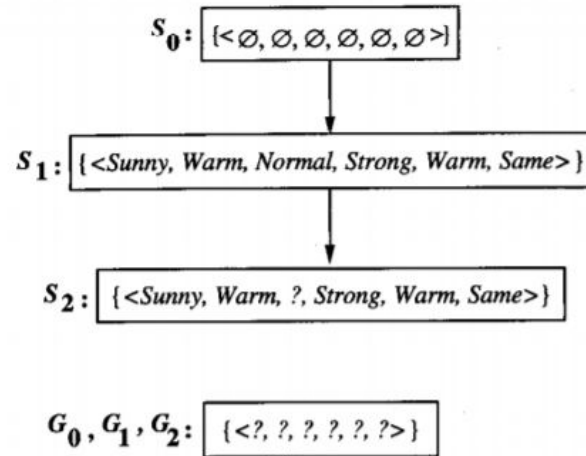 S0: {<∅, ∅, ∅, ∅, ∅, ∅>}
S1: {<Sunny, Warm, Normal, Strong, Warm, Same>}
S2: {<Sunny, Warm, ?, Strong, Warm, Same>}
G0, G1, G2: {<?, ?, ?, ?, ?, ?>}